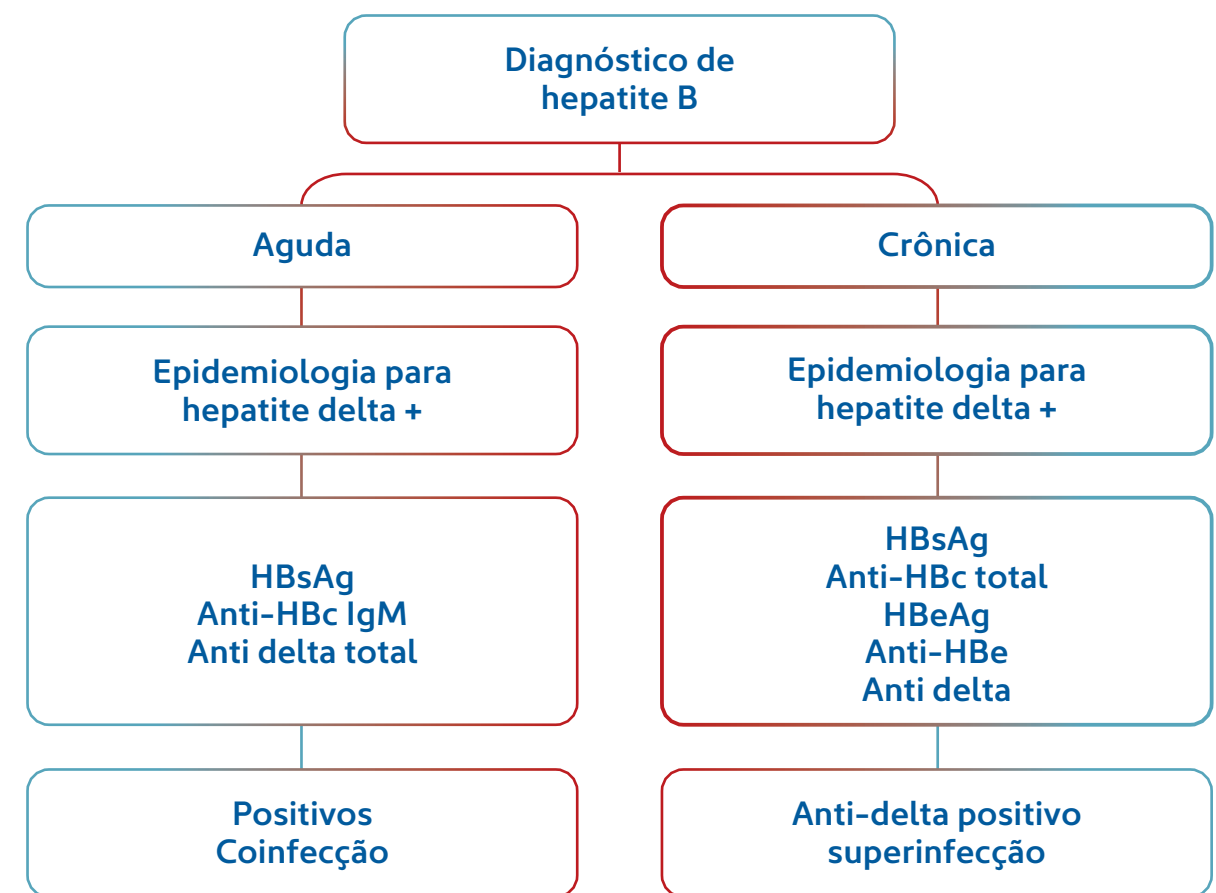 Diagnóstico de
hepatite B
Aguda
Crônica
Epidemiologia para
hepatite delta +
Epidemiologia para
hepatite delta +
HBsAg
Anti-HBc IgM
Anti delta total
HBsAg
Anti-HBc total
HBeAg
Anti-HBe
Anti delta
Positivos
Coinfecção
Anti-delta positivo
superinfecção